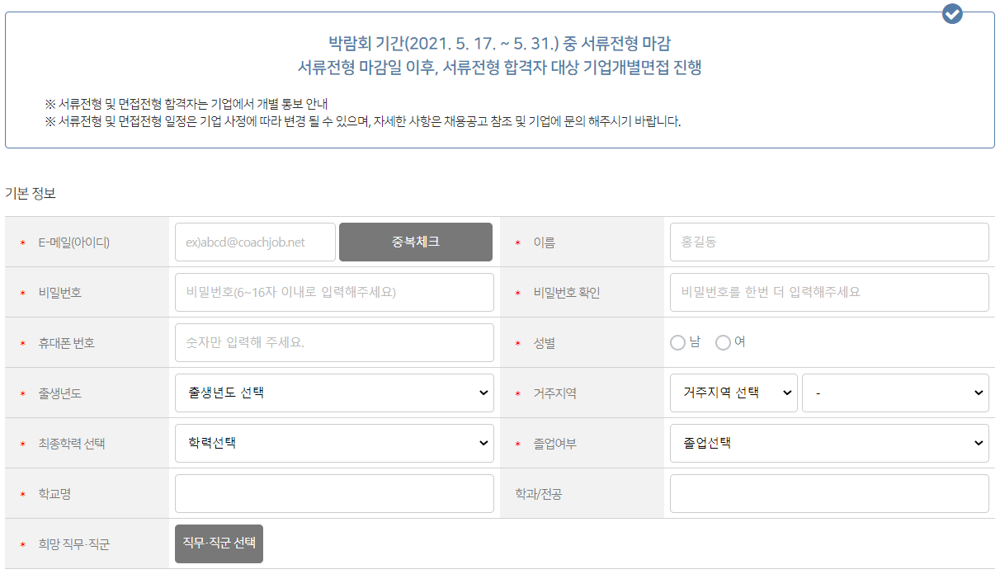 박람회 기간(2021. 5. 17. ~ 5. 31.) 중 서류전형 마감
서류전형 마감일 이후, 서류전형 합격자 대상 기업개별면접 진행
※ 서류전형 및 면접전형 합격자는 기업에서 개별 통보 안내
※ 서류전형 및 면접전형 일정은 기업 사정에 따라 변경 될 수 있으며, 자세한 사항은 채용공고 참조 및 기업에 문의 해주시기 바랍니다.
기본 정보
* E-메일(아이디) ex)abcd@coachjob.net 중복체크 * 이름 홍길동
* 비밀번호 비밀번호(6~16자 이내로 입력해주세요) * 비밀번호 확인 비밀번호를 한번 더 입력해주세요
* 휴대폰 번호 숫자만 입력해 주세요. * 성별 남 여
* 출생년도 출생년도 선택 * 거주지역 거주지역 선택 -
* 최종학력 선택 학력선택 * 졸업여부 졸업선택
* 학교명 학과/전공
* 희망 직무·직군 직무·직군 선택